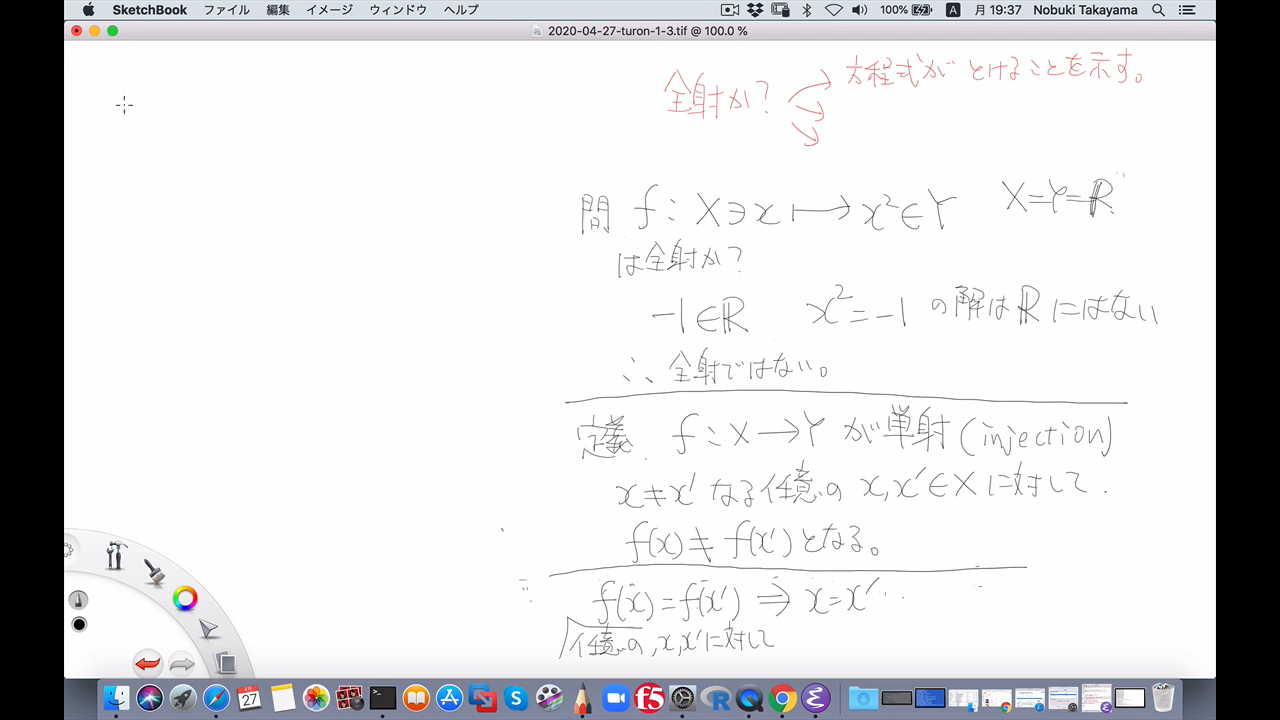 SketchBook ファイル 編集 イメージ ウィンドウ ヘルプ 100% A 月 19:37 Nobuki Takayama
2020-04-27-turon-1-3.tif @ 100.0 %
全射か? 方程式が とけることを示す。
問 f : X∋x ↦ x²∈Y X=Y=ℝ
は全射か?
-1∈ℝ x²=-1 の解はℝにはない
∴ 全射ではない。
定義. f : X→Y が単射(injection)
x≠x' なる任意の x,x'∈X に対して.
f(x)≠f(x')となる。
f(x)=f(x') ⇒ x=x'
任意の,x,x'に対して
4月
27
f5
R